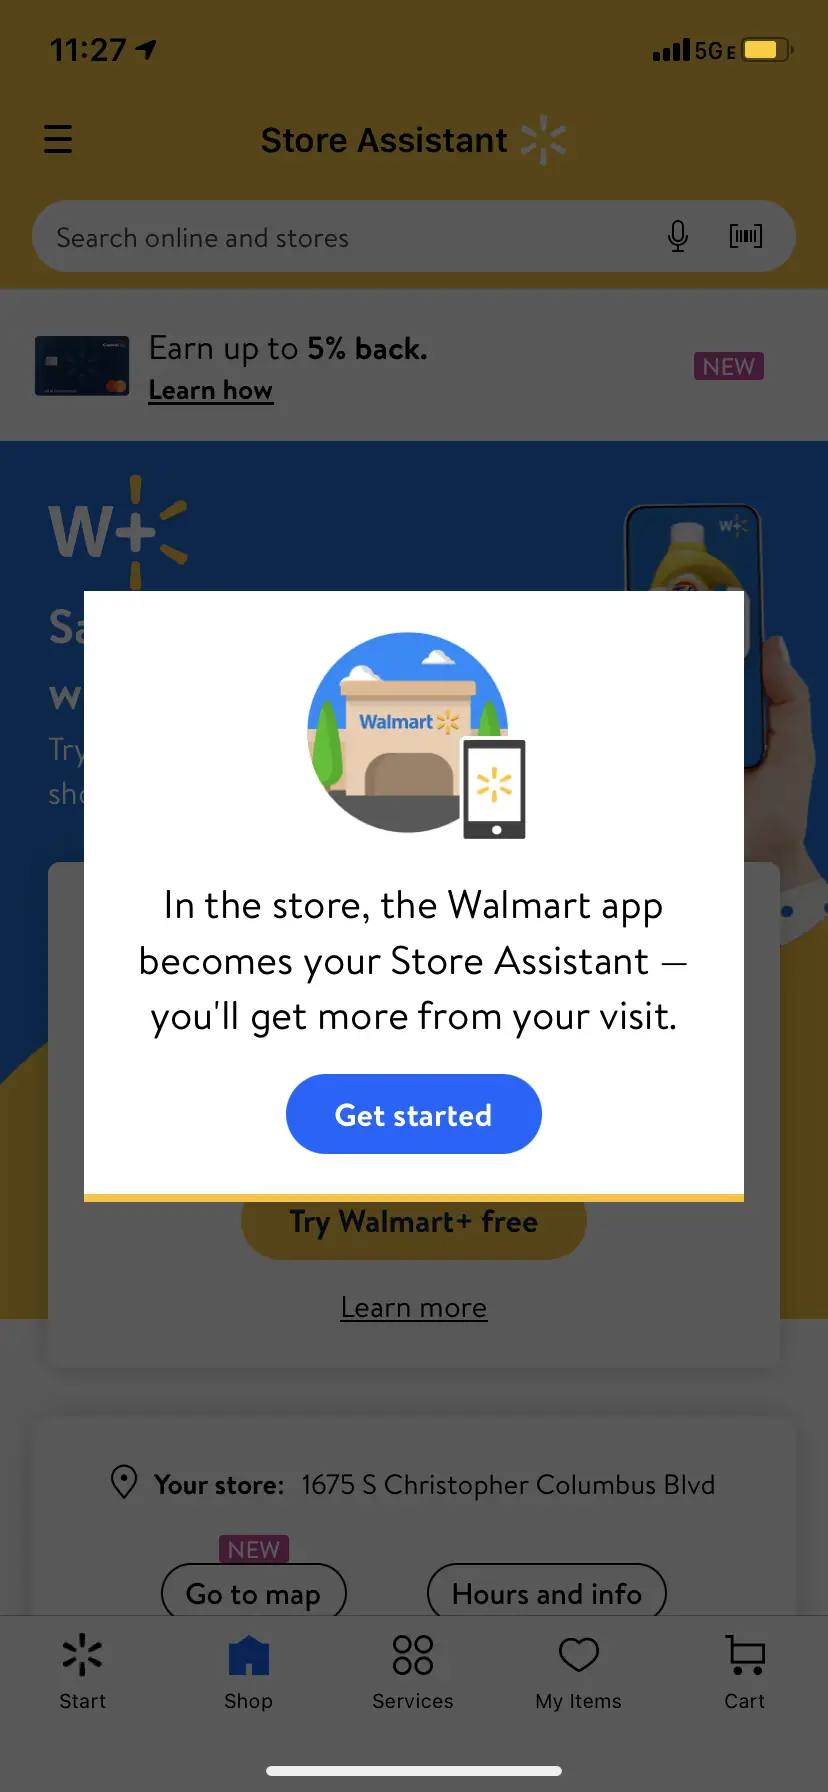 11:27
5GE
Store Assistant
Search online and stores
Earn up to 5% back.
Learn how
NEW
W+
W+
Sa
w
Try
sho
Walmart
In the store, the Walmart app
becomes your Store Assistant —
you'll get more from your visit.
Get started
Try Walmart+ free
Learn more
Your store: 1675 S Christopher Columbus Blvd
NEW
Go to map
Hours and info
Start
Shop
Services
My Items
Cart